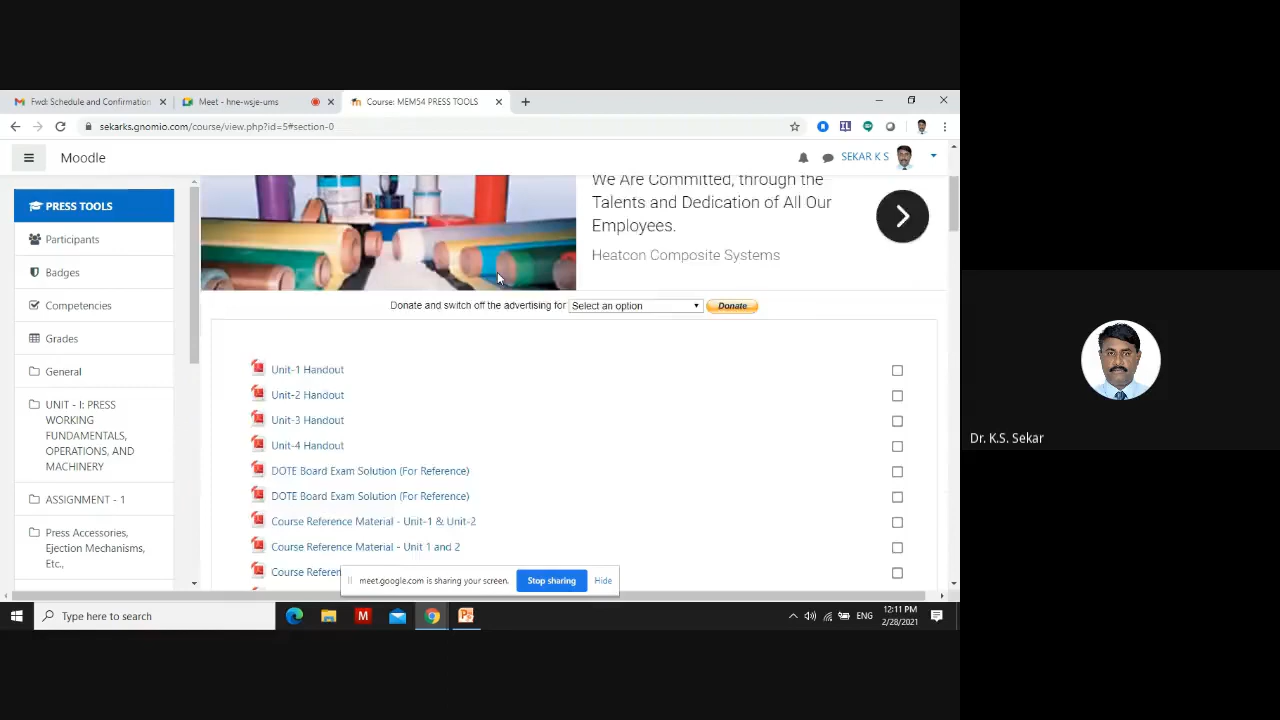 Fwd: Schedule and Confirmation
Meet - hne-wsje-ums
Course: MEM54 PRESS TOOLS
sekarks.gnomio.com/course/view.php?id=5#section-0
Moodle
SEKAR K S
PRESS TOOLS
Participants
Badges
Competencies
Grades
General
UNIT - I: PRESS
WORKING
FUNDAMENTALS,
OPERATIONS, AND
MACHINERY
ASSIGNMENT - 1
Press Accessories,
Ejection Mechanisms,
Etc.,
We Are Committed, through the
Talents and Dedication of All Our
Employees.
Heatcon Composite Systems
Donate and switch off the advertising for Select an option Donate
Unit-1 Handout
Unit-2 Handout
Unit-3 Handout
Unit-4 Handout
DOTE Board Exam Solution (For Reference)
DOTE Board Exam Solution (For Reference)
Course Reference Material - Unit-1 & Unit-2
Course Reference Material - Unit 1 and 2
Course Refere
meet.google.com is sharing your screen. Stop sharing Hide
Type here to search
M
ENG
12:11 PM
2/28/2021
Dr. K.S. Sekar